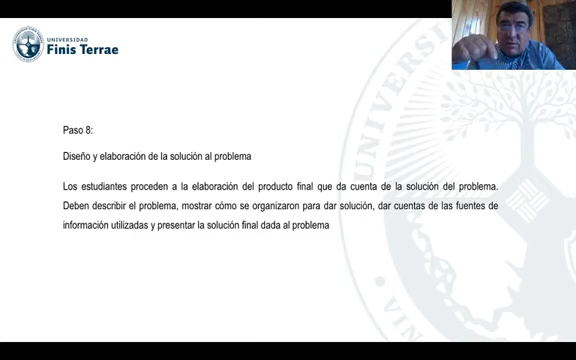 UNIVERSIDAD
Finis Terrae
Paso 8:
Diseño y elaboración de la solución al problema
Los estudiantes proceden a la elaboración del producto final que da cuenta de la solución del problema.
Deben describir el problema, mostrar cómo se organizaron para dar solución, dar cuentas de las fuentes de
información utilizadas y presentar la solución final dada al problema
UNIVERSIDAD
VIN